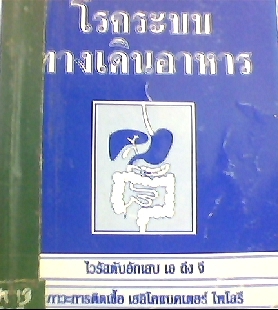 โรคระบบ
ทางเดินอาหาร
ไวรัสตับอักเสบ เอ ถึง จี
ภาวะการติดเชื้อ เฮลิโคแบคเตอร์ ไพโลรี